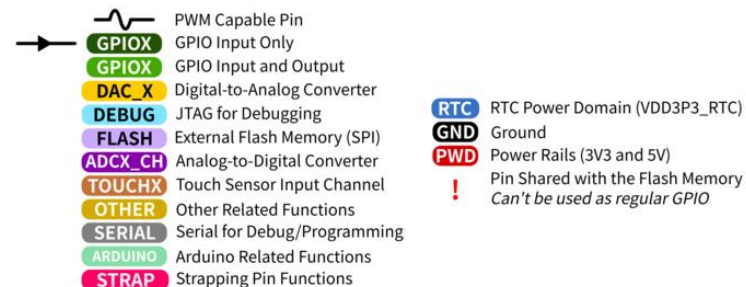 PWM Capable Pin
GPIOX GPIO Input Only
GPIOX GPIO Input and Output
DAC_X Digital-to-Analog Converter
DEBUG JTAG for Debugging
FLASH External Flash Memory (SPI)
ADCX_CH Analog-to-Digital Converter
TOUCHX Touch Sensor Input Channel
OTHER Other Related Functions
SERIAL Serial for Debug/Programming
ARDUINO Arduino Related Functions
STRAP Strapping Pin Functions
RTC RTC Power Domain (VDD3P3_RTC)
GND Ground
PWD Power Rails (3V3 and 5V)
! Pin Shared with the Flash Memory
Can't be used as regular GPIO